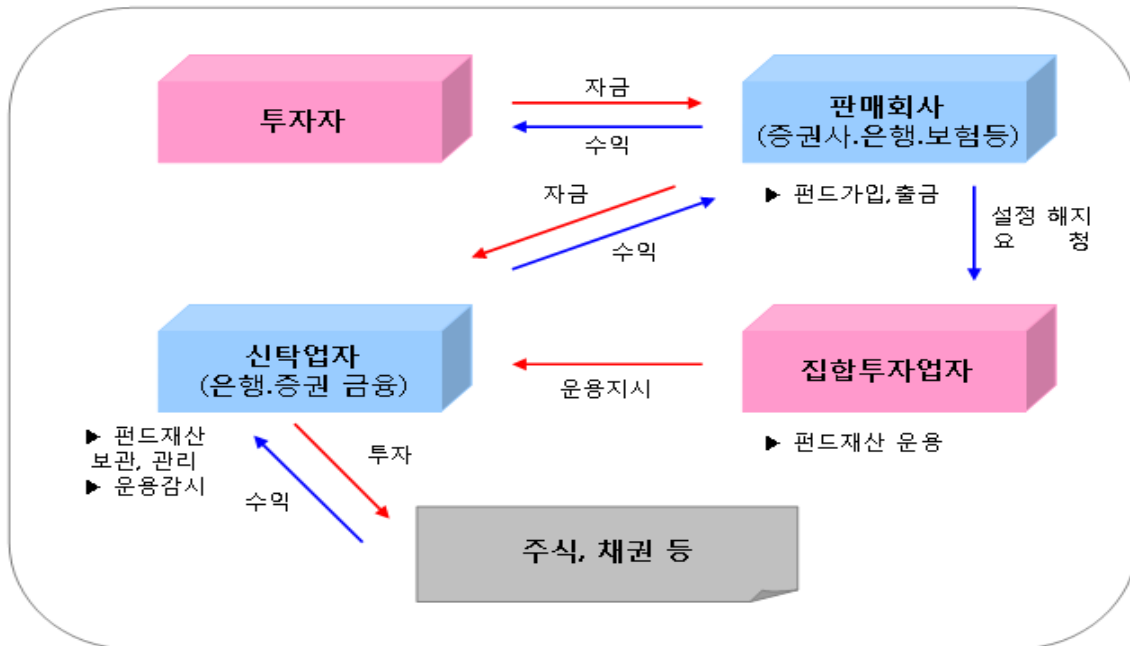 자금
투자자
판매회사
(증권사.은행.보험등)
수익
자금
▶ 펀드가입,출금
설정 해지
요 청
수익
신탁업자
(은행.증권 금융)
집합투자업자
운용지시
▶ 펀드재산
보관, 관리
▶ 운용감시
투자
▶ 펀드재산 운용
수익
주식, 채권 등